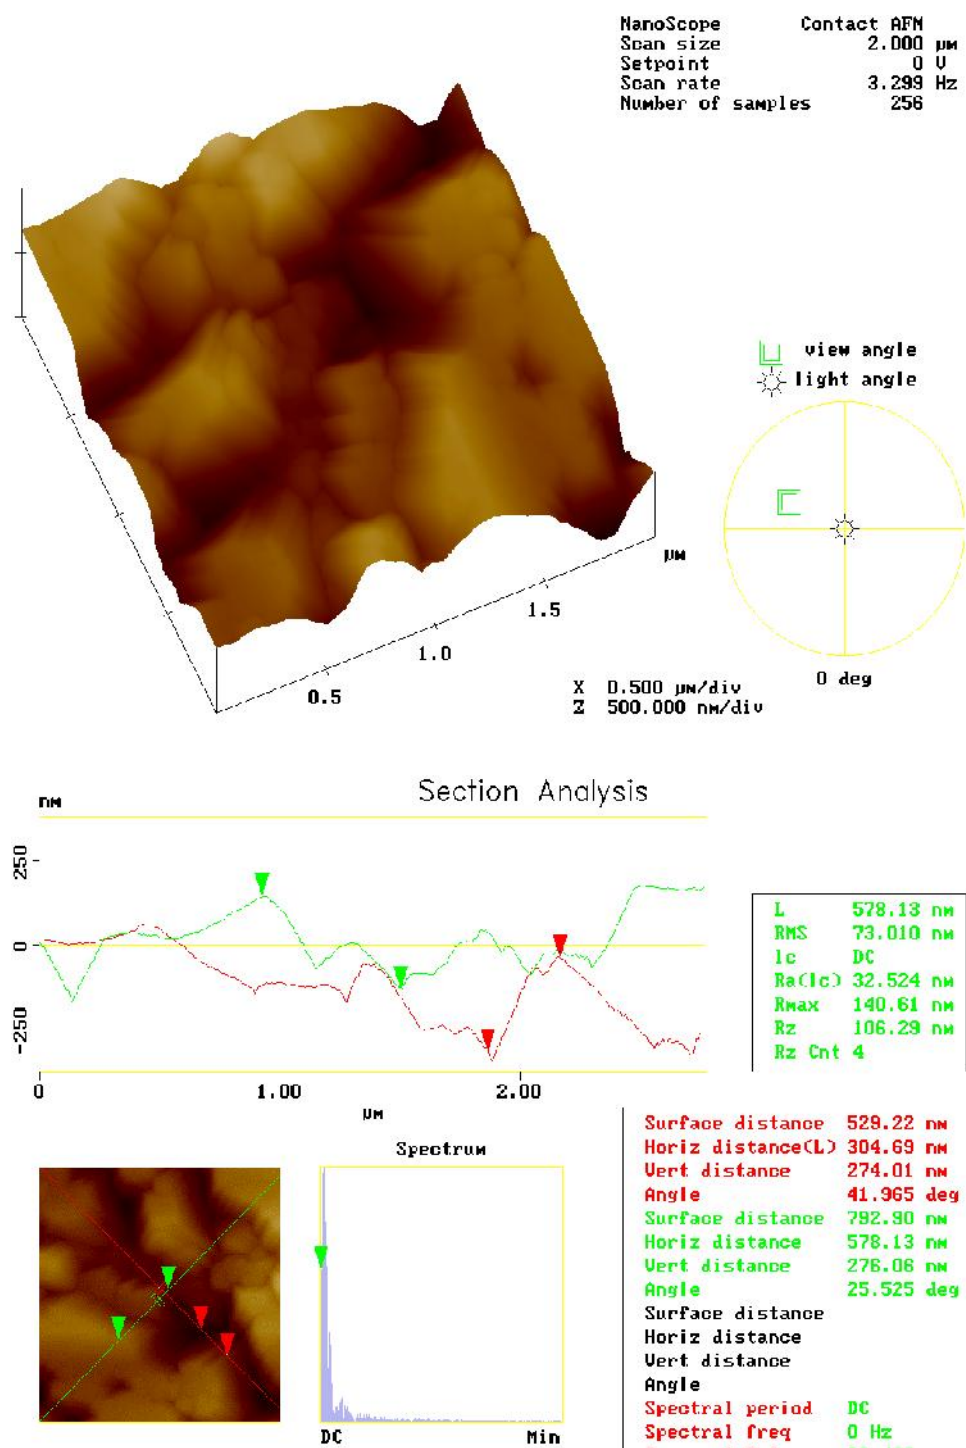 NanoScope Contact AFM
Scan size 2.000 µm
Setpoint 0 V
Scan rate 3.299 Hz
Number of samples 256
view angle
light angle
0 deg
µm
1.5
1.0
0.5
X 0.500 µm/div
Z 500.000 nm/div
Section Analysis
nm
250
0
-250
0 1.00 2.00
µm
L 578.13 nm
RMS 73.010 nm
lc DC
Ra(lc) 32.524 nm
Rmax 140.61 nm
Rz 106.29 nm
Rz Cnt 4
Spectrum
DC Min
Surface distance 529.22 nm
Horiz distance(L) 304.69 nm
Vert distance 274.01 nm
Angle 41.965 deg
Surface distance 792.90 nm
Horiz distance 578.13 nm
Vert distance 276.06 nm
Angle 25.525 deg
Surface distance
Horiz distance
Vert distance
Angle
Spectral period DC
Spectral freq 0 Hz